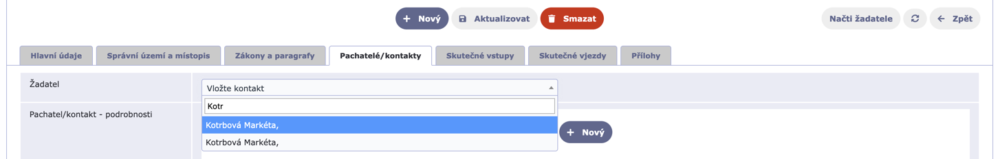 + Nový Aktualizovat Smazat Načti žadatele Zpět
Hlavní údaje Správní území a místopis Zákony a paragrafy Pachatelé/kontakty Skutečné vstupy Skutečné vjezdy Přílohy
Žadatel
Vložte kontakt
Kotr
Pachatel/kontakt - podrobnosti
Kotrbová Markéta,
+ Nový
Kotrbová Markéta,